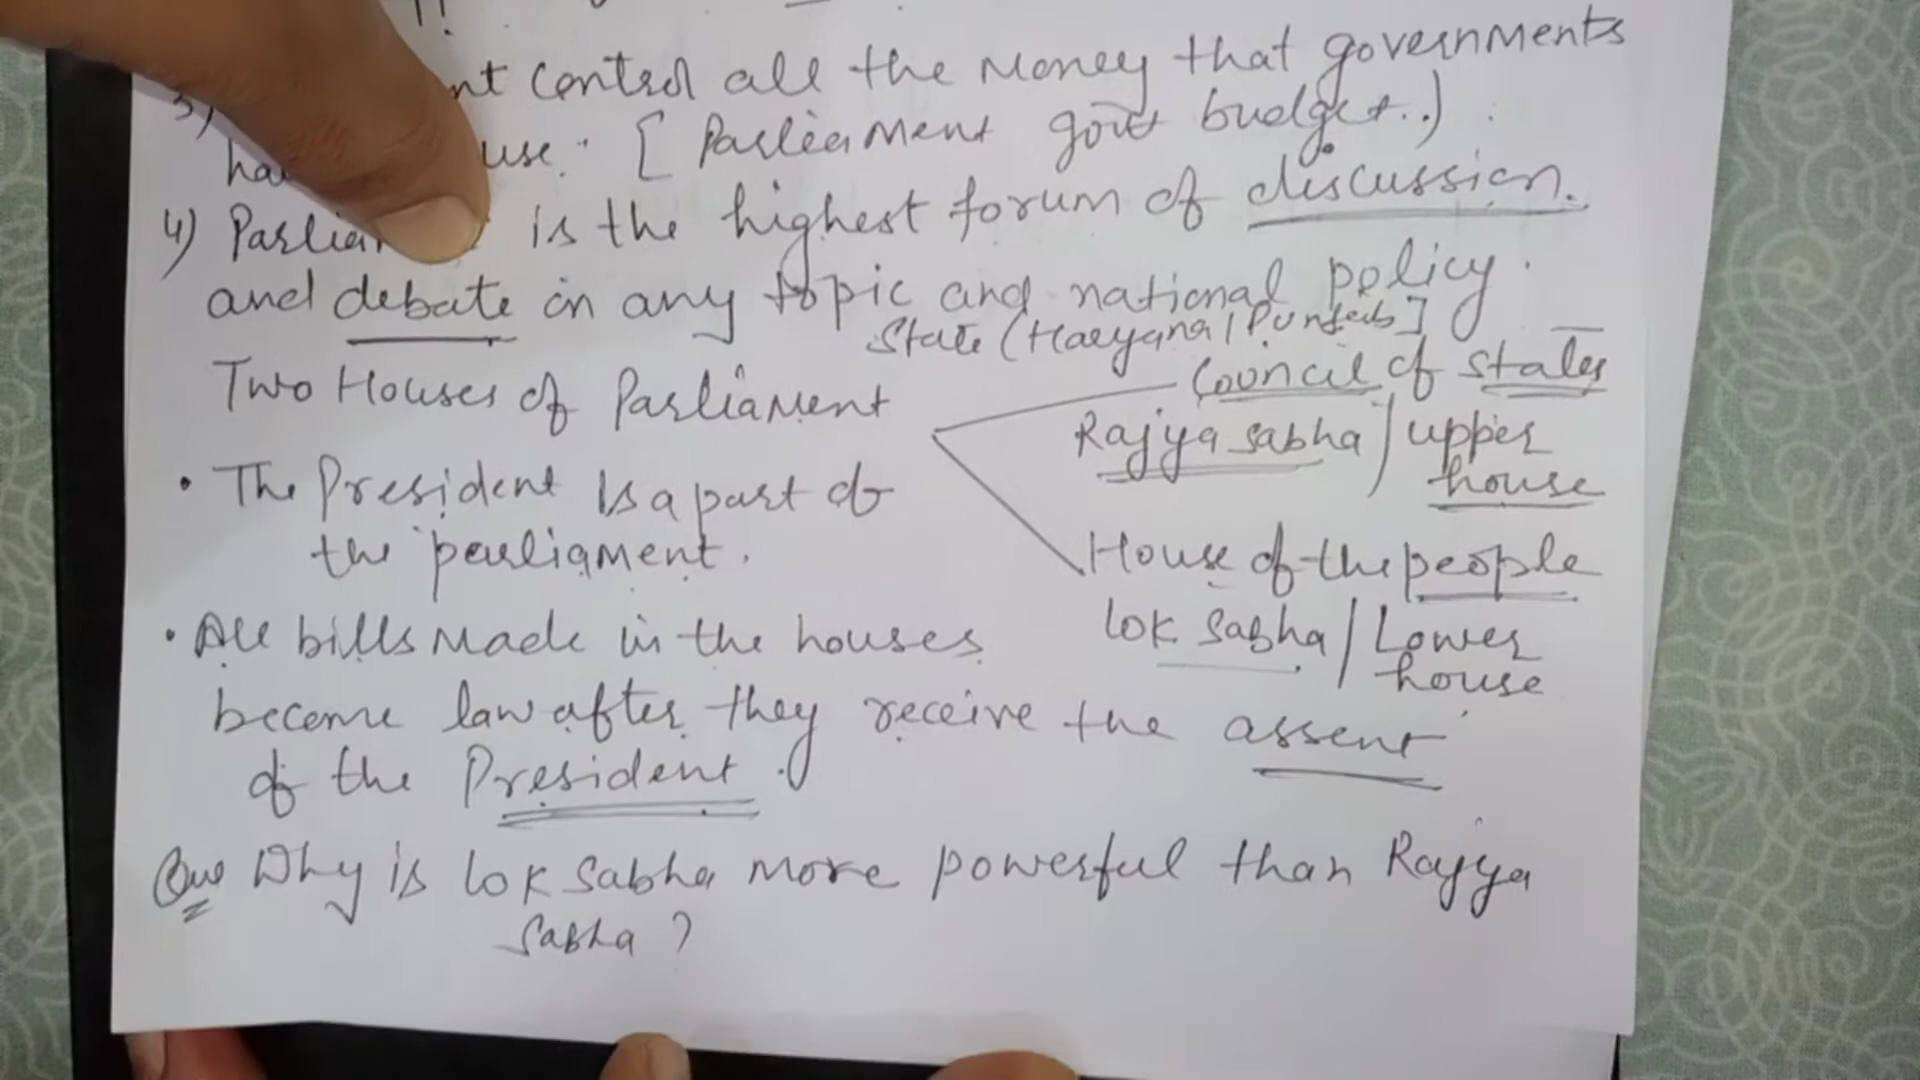 nt control all the Money that governments
3)
ha use. [ Parliament govt budget..)
4) Parlia is the highest forum of discussion.
and debate on any topic and national policy.
State (Haryana / Punjab]
Two Houses of Parliament
Council of states
Rajya sabha / upper
house
• The President is a part of
the parliament.
House of the people
lok sabha / Lower
house
• All bills made in the houses
become law after they receive the assent
of the President.
Que Why is lok sabha more powerful than Rajya
sabha ?